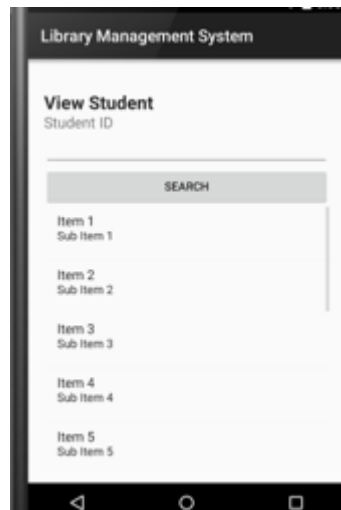 Library Management System
View Student
Student ID
SEARCH
Item 1
Sub Item 1
Item 2
Sub Item 2
Item 3
Sub Item 3
Item 4
Sub Item 4
Item 5
Sub Item 5